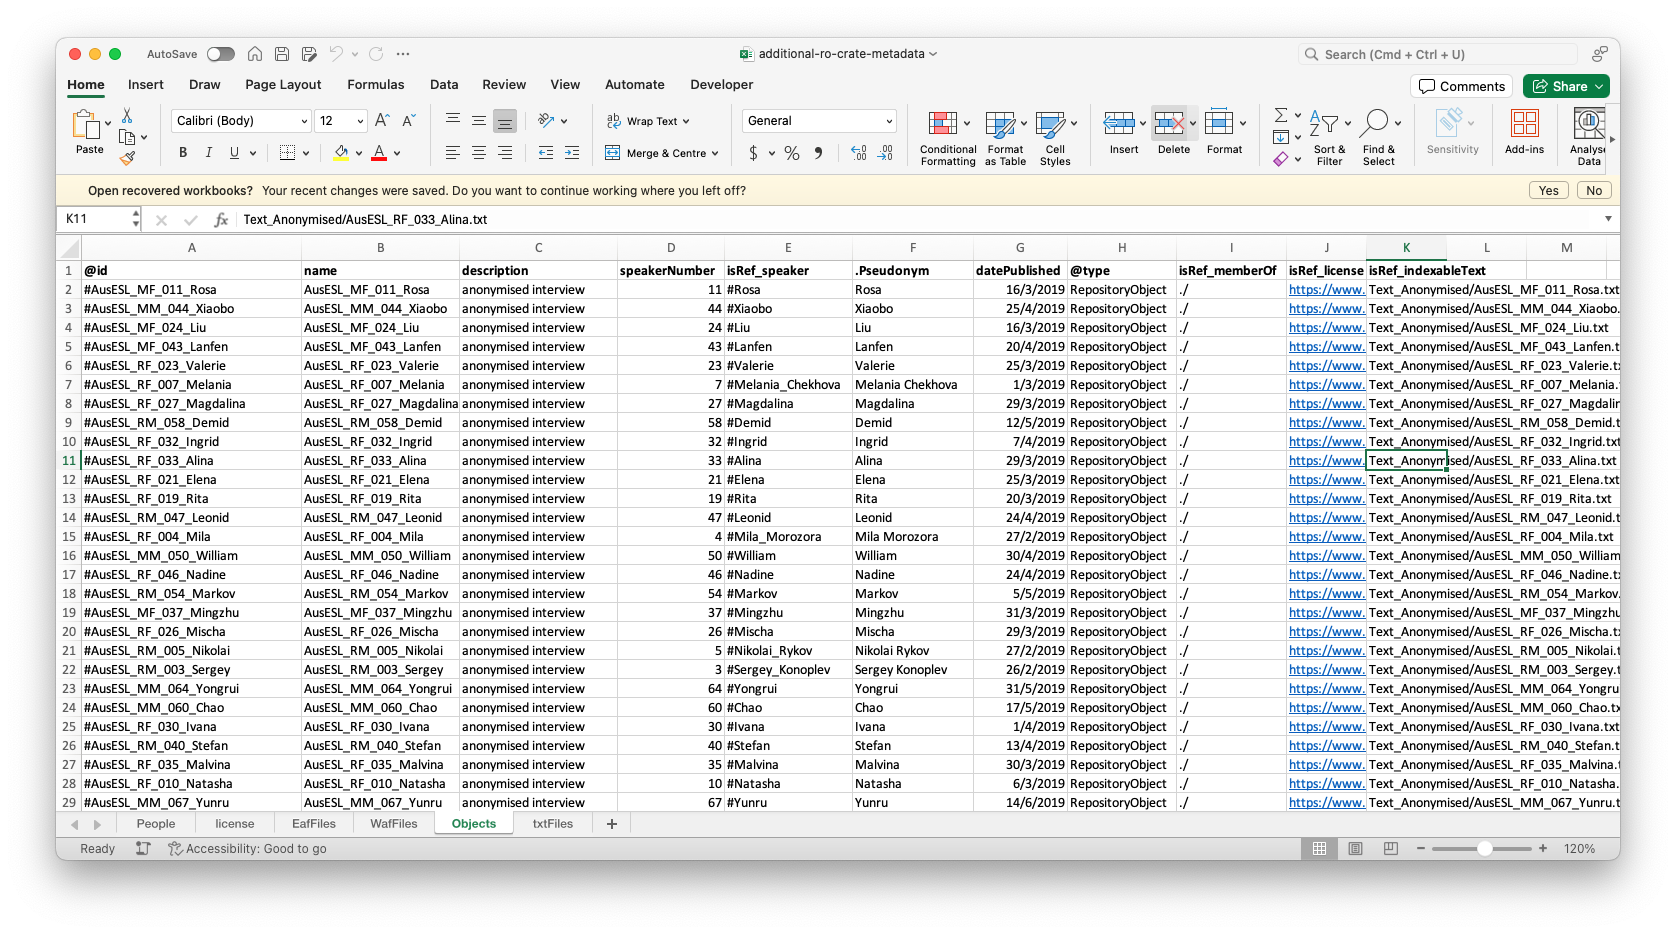 AutoSave
additional-ro-crate-metadata
Search (Cmd + Ctrl + U)
Home Insert Draw Page Layout Formulas Data Review View Automate Developer
Comments Share
Paste
Calibri (Body) 12
B I U
Wrap Text
Merge & Centre
General
$ % 9
Conditional Formatting
Format as Table
Cell Styles
Insert
Delete
Format
Sort & Filter
Find & Select
Sensitivity
Add-ins
Analyse Data
Open recovered workbooks? Your recent changes were saved. Do you want to continue working where you left off? Yes No
K11 fx Text_Anonymised/AusESL_RF_033_Alina.txt
A B C D E F G H I J K L M
1 @id name description speakerNumber isRef_speaker .Pseudonym datePublished @type isRef_memberOf isRef_license isRef_indexableText
2 #AusESL_MF_011_Rosa AusESL_MF_011_Rosa anonymised interview 11 #Rosa Rosa 16/3/2019 RepositoryObject ./ https://www. Text_Anonymised/AusESL_MF_011_Rosa.txt
3 #AusESL_MM_044_Xiaobo AusESL_MM_044_Xiaobo anonymised interview 44 #Xiaobo Xiaobo 25/4/2019 RepositoryObject ./ https://www. Text_Anonymised/AusESL_MM_044_Xiaobo.
4 #AusESL_MF_024_Liu AusESL_MF_024_Liu anonymised interview 24 #Liu Liu 16/3/2019 RepositoryObject ./ https://www. Text_Anonymised/AusESL_MF_024_Liu.txt
5 #AusESL_MF_043_Lanfen AusESL_MF_043_Lanfen anonymised interview 43 #Lanfen Lanfen 20/4/2019 RepositoryObject ./ https://www. Text_Anonymised/AusESL_MF_043_Lanfen.t
6 #AusESL_RF_023_Valerie AusESL_RF_023_Valerie anonymised interview 23 #Valerie Valerie 25/3/2019 RepositoryObject ./ https://www. Text_Anonymised/AusESL_RF_023_Valerie.tx
7 #AusESL_RF_007_Melania AusESL_RF_007_Melania anonymised interview 7 #Melania_Chekhova Melania Chekhova 1/3/2019 RepositoryObject ./ https://www. Text_Anonymised/AusESL_RF_007_Melania.
8 #AusESL_RF_027_Magdalina AusESL_RF_027_Magdalina anonymised interview 27 #Magdalina Magdalina 29/3/2019 RepositoryObject ./ https://www. Text_Anonymised/AusESL_RF_027_Magdalin
9 #AusESL_RM_058_Demid AusESL_RM_058_Demid anonymised interview 58 #Demid Demid 12/5/2019 RepositoryObject ./ https://www. Text_Anonymised/AusESL_RM_058_Demid.t
10 #AusESL_RF_032_Ingrid AusESL_RF_032_Ingrid anonymised interview 32 #Ingrid Ingrid 7/4/2019 RepositoryObject ./ https://www. Text_Anonymised/AusESL_RF_032_Ingrid.txt
11 #AusESL_RF_033_Alina AusESL_RF_033_Alina anonymised interview 33 #Alina Alina 29/3/2019 RepositoryObject ./ https://www. Text_Anonymised/AusESL_RF_033_Alina.txt
12 #AusESL_RF_021_Elena AusESL_RF_021_Elena anonymised interview 21 #Elena Elena 25/3/2019 RepositoryObject ./ https://www. Text_Anonymised/AusESL_RF_021_Elena.txt
13 #AusESL_RF_019_Rita AusESL_RF_019_Rita anonymised interview 19 #Rita Rita 20/3/2019 RepositoryObject ./ https://www. Text_Anonymised/AusESL_RF_019_Rita.txt
14 #AusESL_RM_047_Leonid AusESL_RM_047_Leonid anonymised interview 47 #Leonid Leonid 24/4/2019 RepositoryObject ./ https://www. Text_Anonymised/AusESL_RM_047_Leonid.t
15 #AusESL_RF_004_Mila AusESL_RF_004_Mila anonymised interview 4 #Mila_Morozora Mila Morozora 27/2/2019 RepositoryObject ./ https://www. Text_Anonymised/AusESL_RF_004_Mila.txt
16 #AusESL_MM_050_William AusESL_MM_050_William anonymised interview 50 #William William 30/4/2019 RepositoryObject ./ https://www. Text_Anonymised/AusESL_MM_050_William
17 #AusESL_RF_046_Nadine AusESL_RF_046_Nadine anonymised interview 46 #Nadine Nadine 24/4/2019 RepositoryObject ./ https://www. Text_Anonymised/AusESL_RF_046_Nadine.tx
18 #AusESL_RM_054_Markov AusESL_RM_054_Markov anonymised interview 54 #Markov Markov 5/5/2019 RepositoryObject ./ https://www. Text_Anonymised/AusESL_RM_054_Markov.
19 #AusESL_MF_037_Mingzhu AusESL_MF_037_Mingzhu anonymised interview 37 #Mingzhu Mingzhu 31/3/2019 RepositoryObject ./ https://www. Text_Anonymised/AusESL_MF_037_Mingzhu
20 #AusESL_RF_026_Mischa AusESL_RF_026_Mischa anonymised interview 26 #Mischa Mischa 29/3/2019 RepositoryObject ./ https://www. Text_Anonymised/AusESL_RF_026_Mischa.tx
21 #AusESL_RM_005_Nikolai AusESL_RM_005_Nikolai anonymised interview 5 #Nikolai_Rykov Nikolai Rykov 27/2/2019 RepositoryObject ./ https://www. Text_Anonymised/AusESL_RM_005_Nikolai.t
22 #AusESL_RM_003_Sergey AusESL_RM_003_Sergey anonymised interview 3 #Sergey_Konoplev Sergey Konoplev 26/2/2019 RepositoryObject ./ https://www. Text_Anonymised/AusESL_RM_003_Sergey.t
23 #AusESL_MM_064_Yongrui AusESL_MM_064_Yongrui anonymised interview 64 #Yongrui Yongrui 31/5/2019 RepositoryObject ./ https://www. Text_Anonymised/AusESL_MM_064_Yongru
24 #AusESL_MM_060_Chao AusESL_MM_060_Chao anonymised interview 60 #Chao Chao 17/5/2019 RepositoryObject ./ https://www. Text_Anonymised/AusESL_MM_060_Chao.tx
25 #AusESL_RF_030_Ivana AusESL_RF_030_Ivana anonymised interview 30 #Ivana Ivana 1/4/2019 RepositoryObject ./ https://www. Text_Anonymised/AusESL_RF_030_Ivana.txt
26 #AusESL_RM_040_Stefan AusESL_RM_040_Stefan anonymised interview 40 #Stefan Stefan 13/4/2019 RepositoryObject ./ https://www. Text_Anonymised/AusESL_RM_040_Stefan.t
27 #AusESL_RF_035_Malvina AusESL_RF_035_Malvina anonymised interview 35 #Malvina Malvina 30/3/2019 RepositoryObject ./ https://www. Text_Anonymised/AusESL_RF_035_Malvina.t
28 #AusESL_RF_010_Natasha AusESL_RF_010_Natasha anonymised interview 10 #Natasha Natasha 6/3/2019 RepositoryObject ./ https://www. Text_Anonymised/AusESL_RF_010_Natasha.
29 #AusESL_MM_067_Yunru AusESL_MM_067_Yunru anonymised interview 67 #Yunru Yunru 14/6/2019 RepositoryObject ./ https://www. Text_Anonymised/AusESL_MM_067_Yunru.t
People license EafFiles WafFiles Objects txtFiles +
Ready Accessibility: Good to go 120%